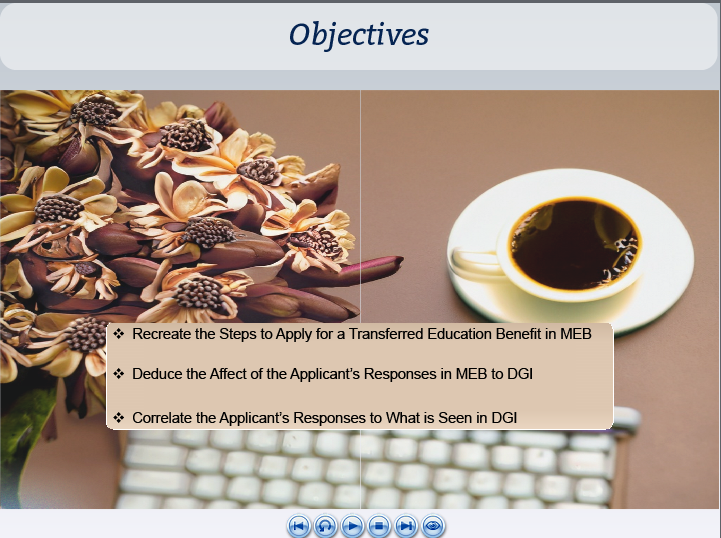 Objectives
❖ Recreate the Steps to Apply for a Transferred Education Benefit in MEB
❖ Deduce the Affect of the Applicant’s Responses in MEB to DGI
❖ Correlate the Applicant’s Responses to What is Seen in DGI